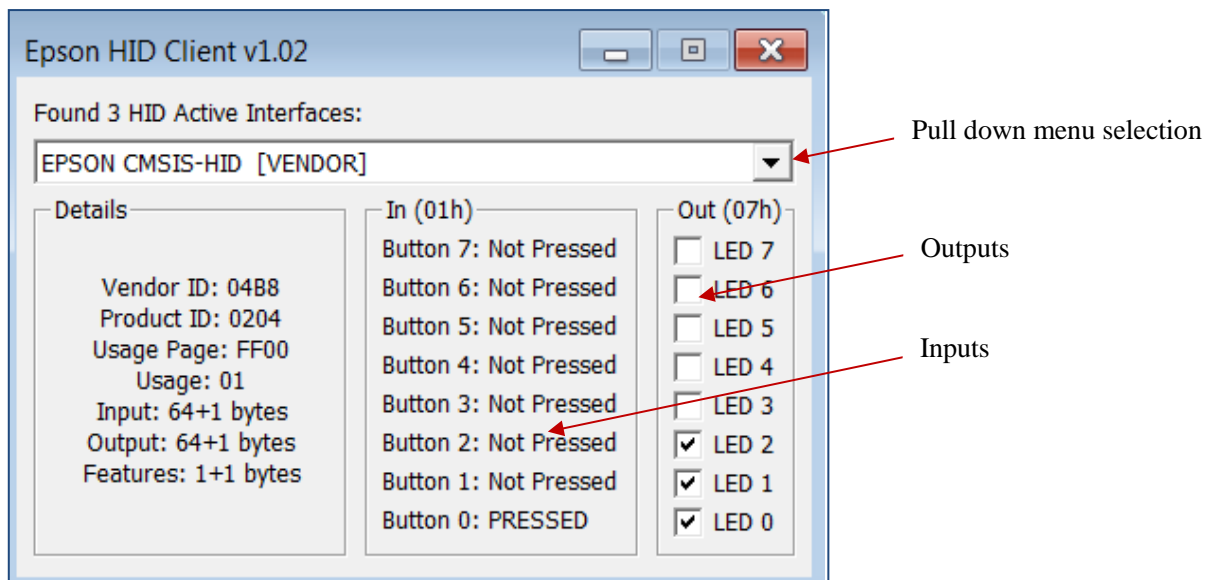 Epson HID Client v1.02
Found 3 HID Active Interfaces:
EPSON CMSIS-HID [VENDOR]
Pull down menu selection
Details
Vendor ID: 04B8
Product ID: 0204
Usage Page: FF00
Usage: 01
Input: 64+1 bytes
Output: 64+1 bytes
Features: 1+1 bytes
In (01h)
Button 7: Not Pressed
Button 6: Not Pressed
Button 5: Not Pressed
Button 4: Not Pressed
Button 3: Not Pressed
Button 2: Not Pressed
Button 1: Not Pressed
Button 0: PRESSED
Out (07h)
LED 7
LED 6
LED 5
LED 4
LED 3
LED 2
LED 1
LED 0
Outputs
Inputs